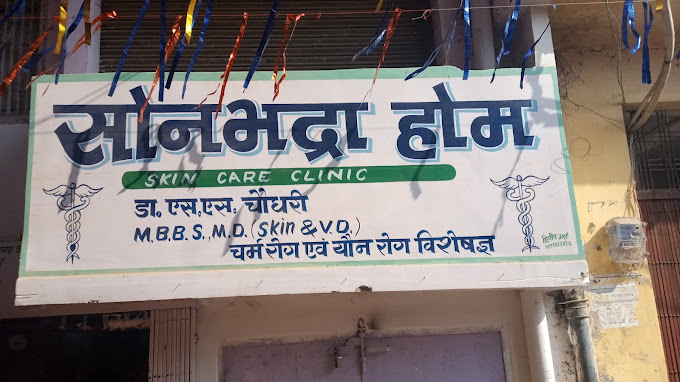 सोनभद्रा होम
SKIN CARE CLINIC
डा. एस.एस. चौधरी
M.B.B.S., M.D. (Skin & V.D.)
चर्म रोग एवं यौन रोग विशेषज्ञ